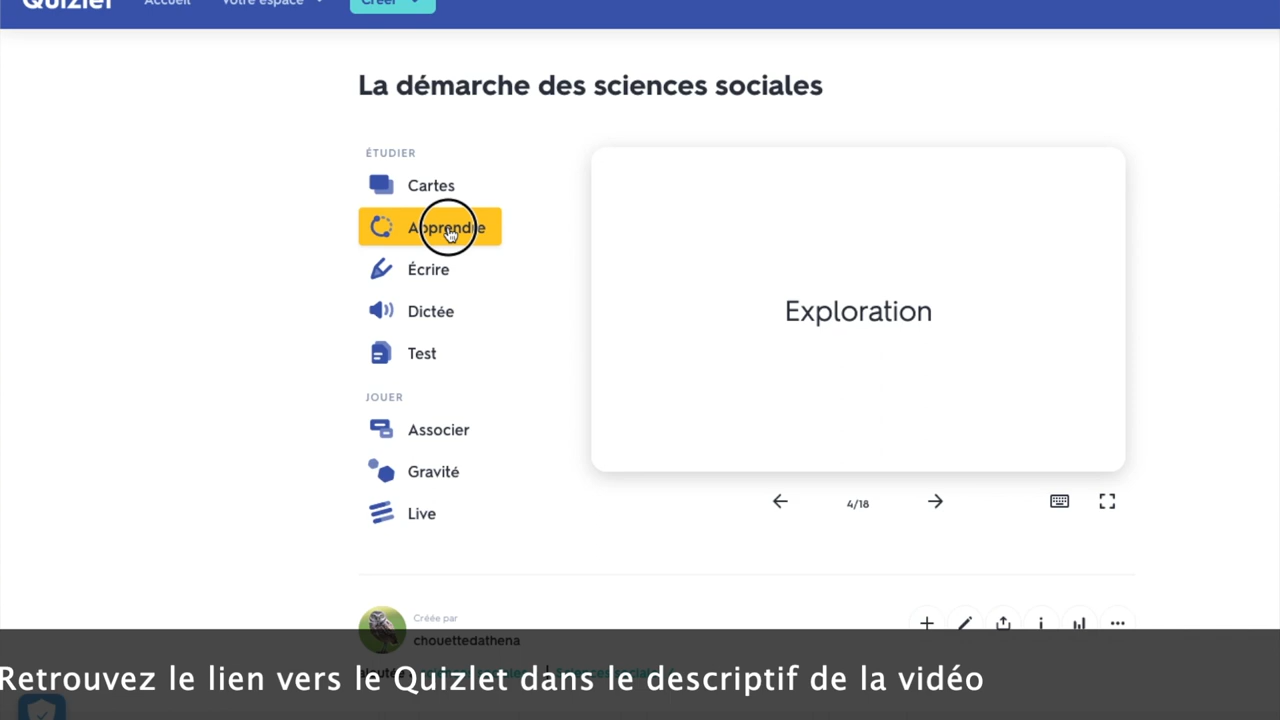 Quizlet Accueil Votre espace Créer
La démarche des sciences sociales
ÉTUDIER
Cartes
Apprendre
Écrire
Dictée
Test
JOUER
Associer
Gravité
Live
Exploration
4/18
Créée par
chouettedathena
Retrouvez le lien vers le Quizlet dans le descriptif de la vidéo